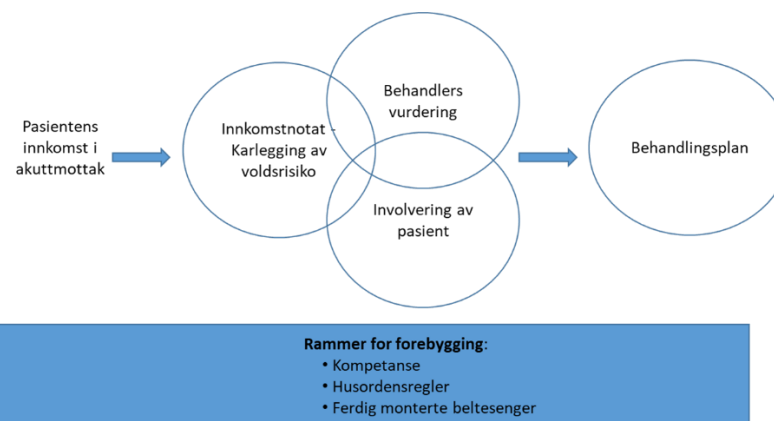 Pasientens
innkomst i
akuttmottak
Innkomstnotat -
Karlegging av
voldsrisiko
Behandlers
vurdering
Involvering av
pasient
Behandlingsplan
Rammer for forebygging:
• Kompetanse
• Husordensregler
• Ferdig monterte beltesenger